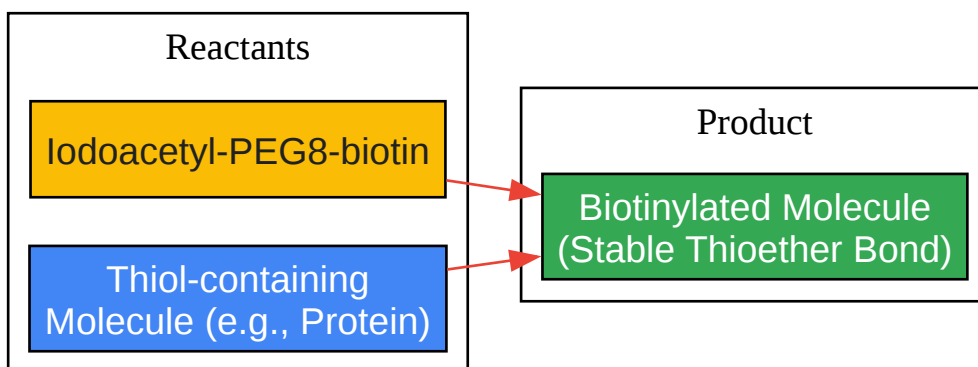 Reactants
Iodoacetyl-PEG8-biotin
Thiol-containing
Molecule (e.g., Protein)
Product
Biotinylated Molecule
(Stable Thioether Bond)